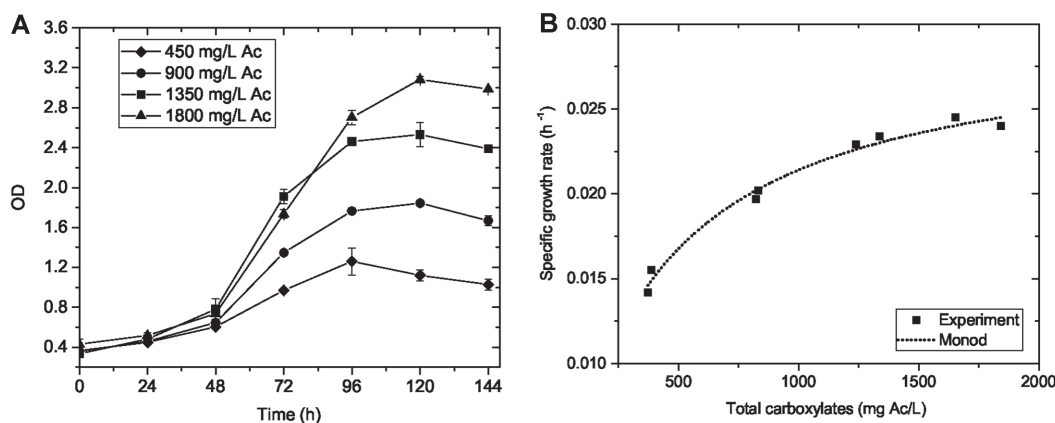 A
3.6
3.2
2.8
2.4
2.0
1.6
1.2
0.8
0.4
OD
450 mg/L Ac
900 mg/L Ac
1350 mg/L Ac
1800 mg/L Ac
0 24 48 72 96 120 144
Time (h)
B
0.030
0.025
0.020
0.015
0.010
Specific growth rate (h⁻¹)
Experiment
Monod
500 1000 1250 1500 1750 2000
Total carboxylates (mg Ac/L)